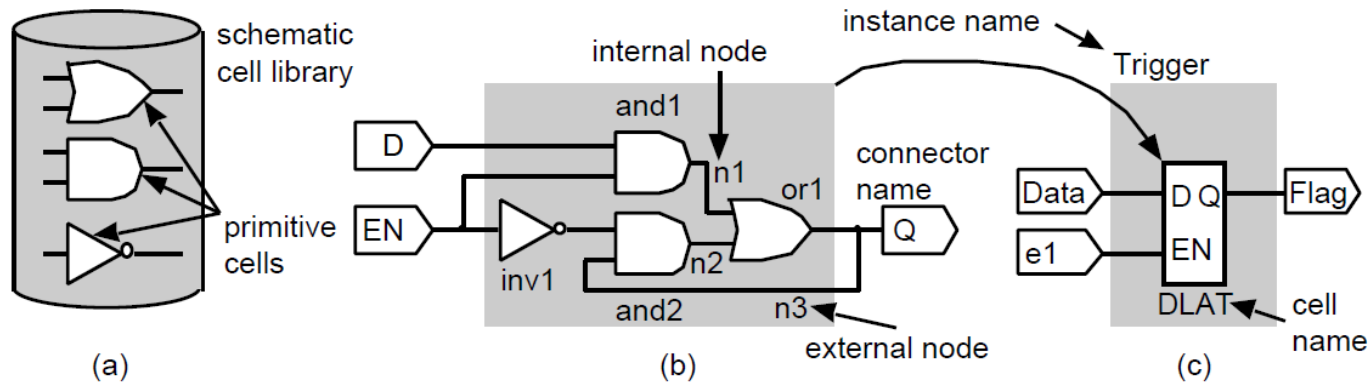 schematic
cell library
primitive
cells
(a)
internal node
and1
D
n1
connector
name
or1
EN
Q
inv1
n2
and2
n3
external node
(b)
instance name
Trigger
Data
D Q
Flag
e1
EN
DLAT
cell
name
(c)